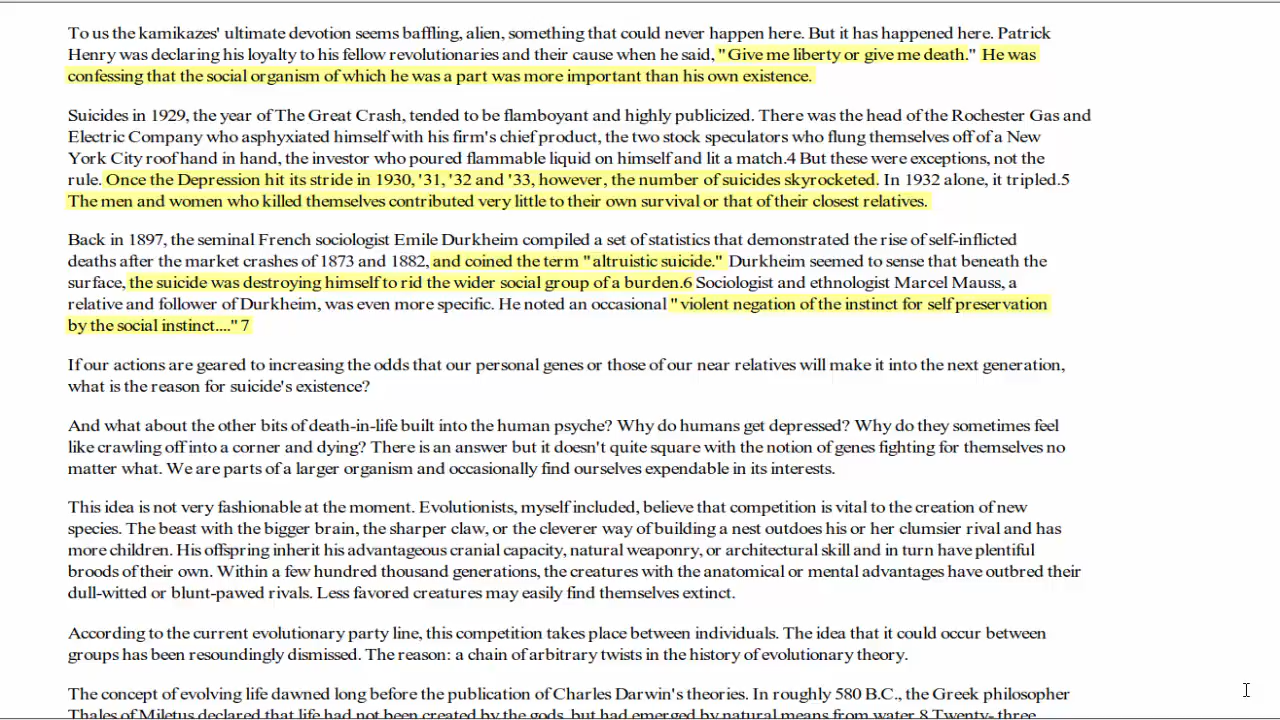 To us the kamikazes' ultimate devotion seems baffling, alien, something that could never happen here. But it has happened here. Patrick
Henry was declaring his loyalty to his fellow revolutionaries and their cause when he said, "Give me liberty or give me death." He was
confessing that the social organism of which he was a part was more important than his own existence.
Suicides in 1929, the year of The Great Crash, tended to be flamboyant and highly publicized. There was the head of the Rochester Gas and
Electric Company who asphyxiated himself with his firm's chief product, the two stock speculators who flung themselves off of a New
York City roof hand in hand, the investor who poured flammable liquid on himself and lit a match.4 But these were exceptions, not the
rule. Once the Depression hit its stride in 1930, '31, '32 and '33, however, the number of suicides skyrocketed. In 1932 alone, it tripled.5
The men and women who killed themselves contributed very little to their own survival or that of their closest relatives.
Back in 1897, the seminal French sociologist Emile Durkheim compiled a set of statistics that demonstrated the rise of self-inflicted
deaths after the market crashes of 1873 and 1882, and coined the term "altruistic suicide." Durkheim seemed to sense that beneath the
surface, the suicide was destroying himself to rid the wider social group of a burden.6 Sociologist and ethnologist Marcel Mauss, a
relative and follower of Durkheim, was even more specific. He noted an occasional "violent negation of the instinct for self preservation
by the social instinct...." 7
If our actions are geared to increasing the odds that our personal genes or those of our near relatives will make it into the next generation,
what is the reason for suicide's existence?
And what about the other bits of death-in-life built into the human psyche? Why do humans get depressed? Why do they sometimes feel
like crawling off into a corner and dying? There is an answer but it doesn't quite square with the notion of genes fighting for themselves no
matter what. We are parts of a larger organism and occasionally find ourselves expendable in its interests.
This idea is not very fashionable at the moment. Evolutionists, myself included, believe that competition is vital to the creation of new
species. The beast with the bigger brain, the sharper claw, or the cleverer way of building a nest outdoes his or her clumsier rival and has
more children. His offspring inherit his advantageous cranial capacity, natural weaponry, or architectural skill and in turn have plentiful
broods of their own. Within a few hundred thousand generations, the creatures with the anatomical or mental advantages have outbred their
dull-witted or blunt-pawed rivals. Less favored creatures may easily find themselves extinct.
According to the current evolutionary party line, this competition takes place between individuals. The idea that it could occur between
groups has been resoundingly dismissed. The reason: a chain of arbitrary twists in the history of evolutionary theory.
The concept of evolving life dawned long before the publication of Charles Darwin's theories. In roughly 580 B.C., the Greek philosopher
Thales of Miletus declared that life had not been created by the gods, but had emerged by natural means from water.8 Twenty- three